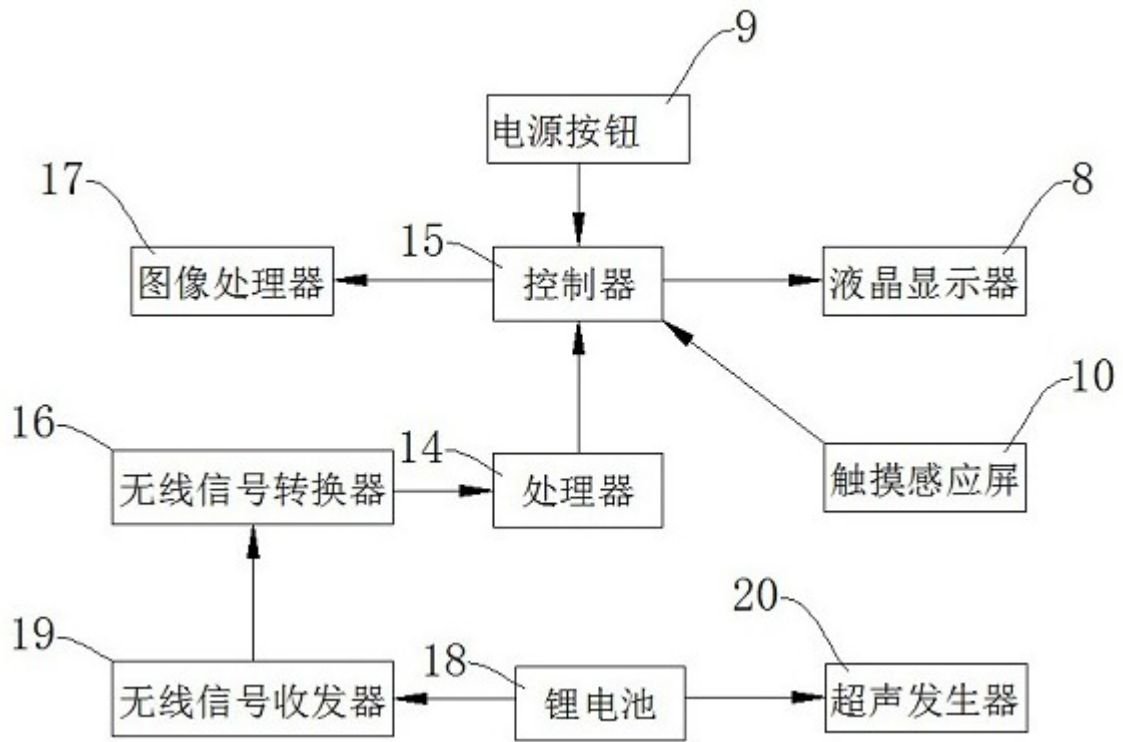 9
电源按钮
17
15
8
图像处理器
控制器
液晶显示器
16
14
10
无线信号转换器
处理器
触摸感应屏
19
18
20
无线信号收发器
锂电池
超声发生器